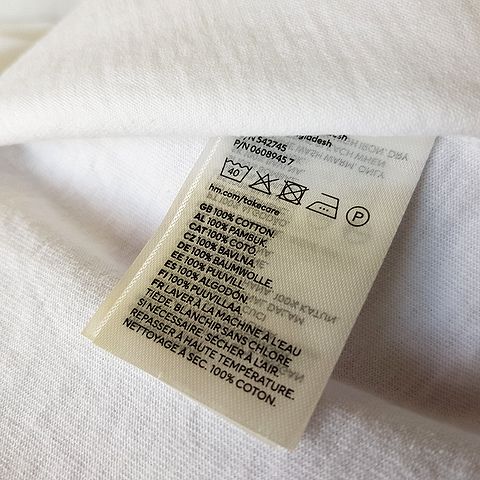 P/N 542745
P/N 0608945 7
40 P
hm.com/takecare
GB 100% COTTON.
AL 100% PAMBUK.
CAT 100% COTÓ.
CZ 100% BAVLNA.
DE 100% BAUMWOLLE.
EE 100% PUUVILL.
ES 100% ALGODÓN.
FI 100% PUUVILLAA.
FR LAVER À LA MACHINE À L'EAU
TIÈDE. BLANCHIR SANS CHLORE
SI NÉCESSAIRE. SÉCHER À L'AIR.
REPASSER À HAUTE TEMPÉRATURE.
NETTOYAGE À SEC. 100% COTON.